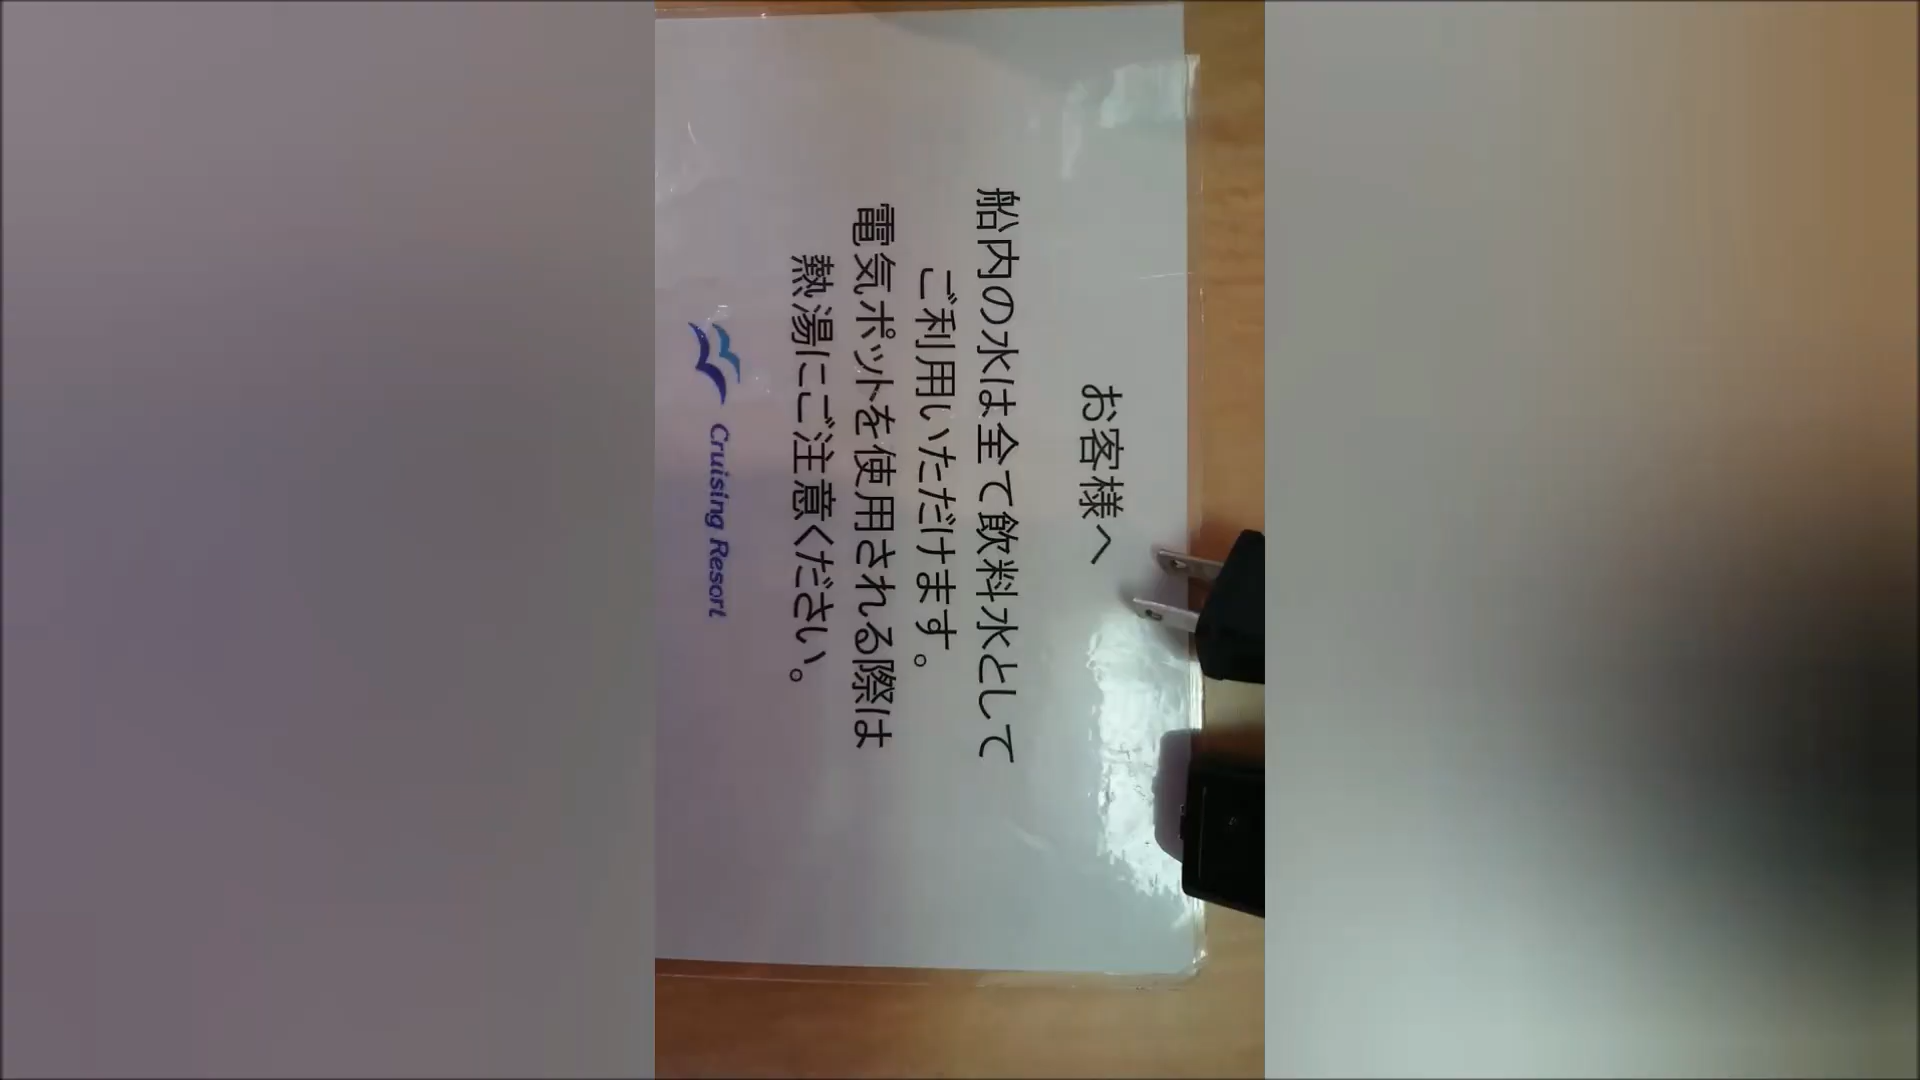 お客様へ
船内の水は全て飲料水として
ご利用いただけます。
電気ポットを使用される際は
熱湯にご注意ください。
Cruising Resort